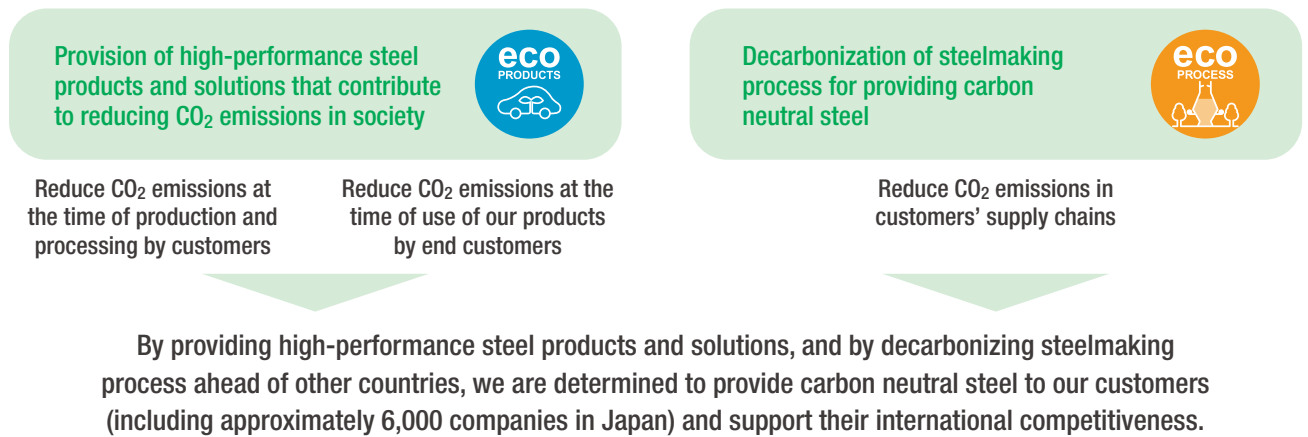 Provision of high-performance steel
products and solutions that contribute
to reducing CO₂ emissions in society
eco
PRODUCTS
Reduce CO₂ emissions at
the time of production and
processing by customers
Reduce CO₂ emissions at the
time of use of our products
by end customers
Decarbonization of steelmaking
process for providing carbon
neutral steel
eco
PROCESS
Reduce CO₂ emissions in
customers’ supply chains
By providing high-performance steel products and solutions, and by decarbonizing steelmaking
process ahead of other countries, we are determined to provide carbon neutral steel to our customers
(including approximately 6,000 companies in Japan) and support their international competitiveness.